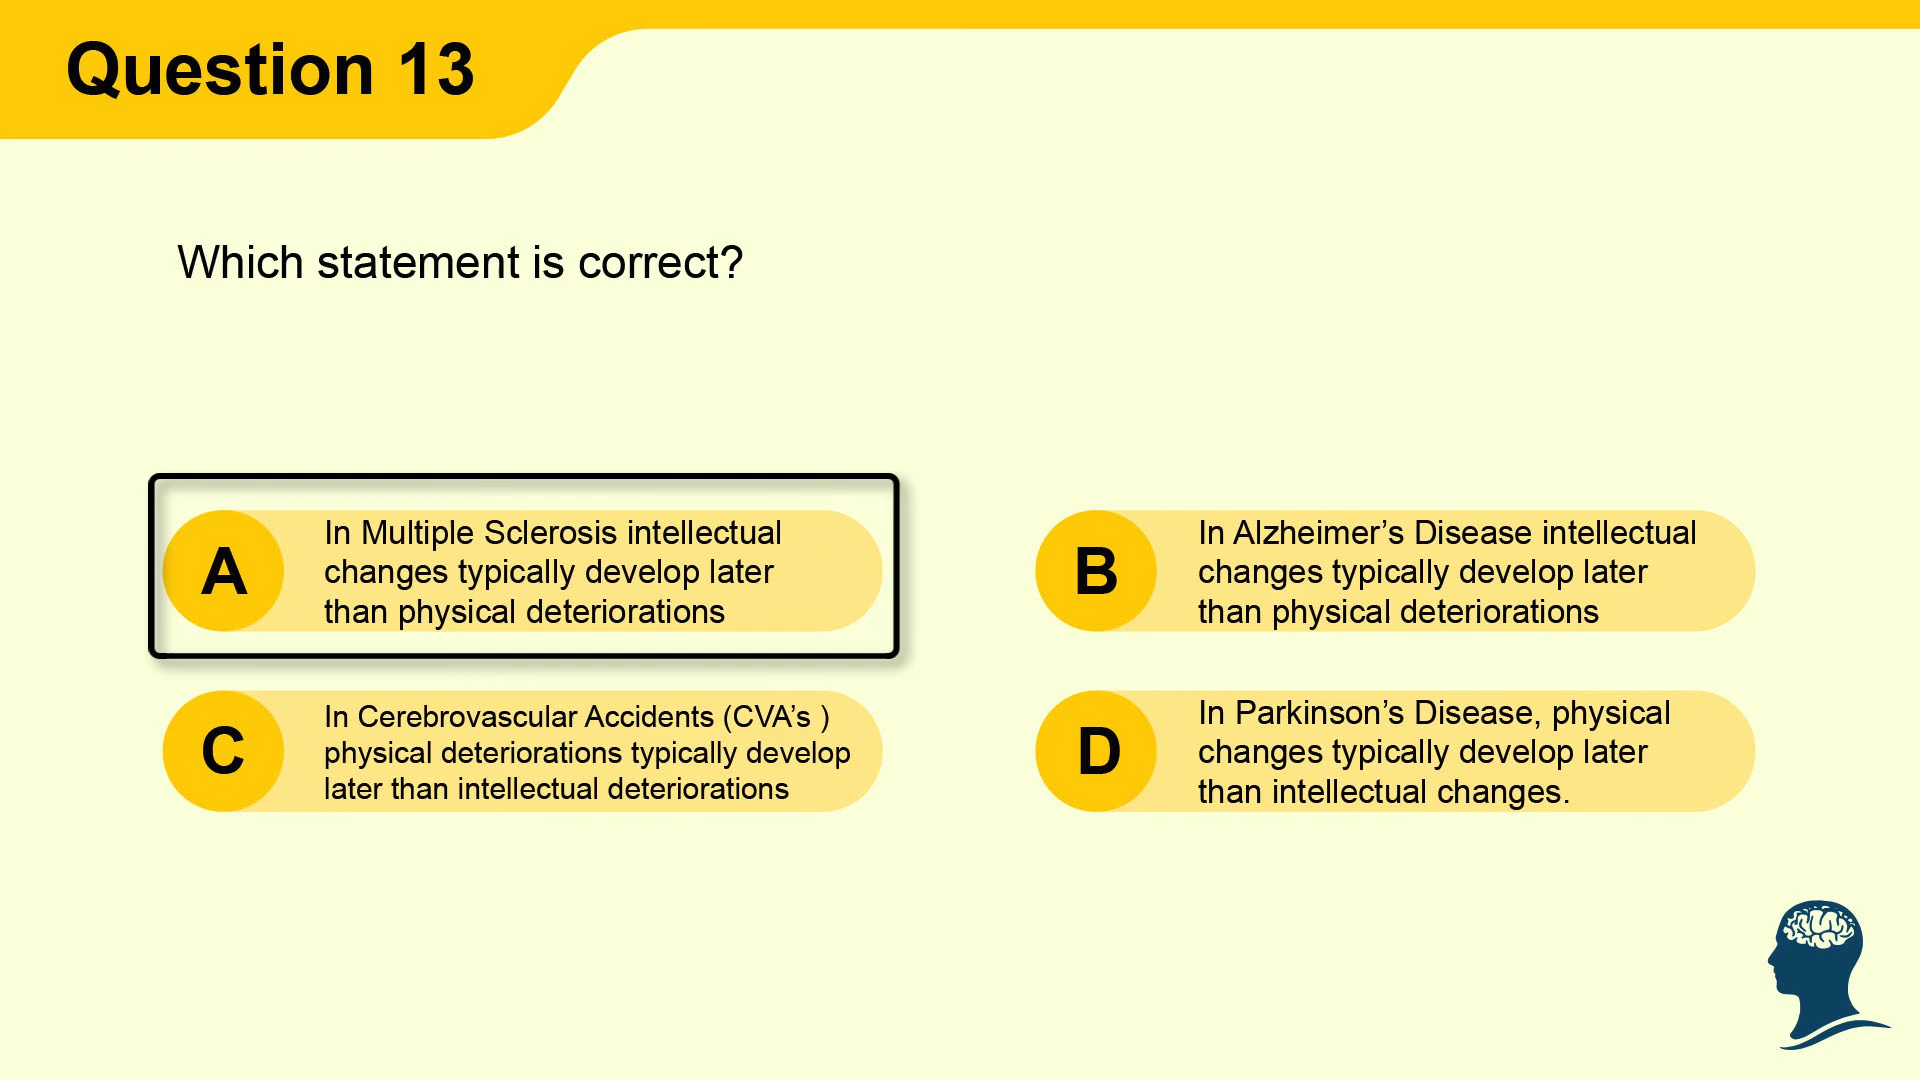 Question 13
Which statement is correct?
A
In Multiple Sclerosis intellectual
changes typically develop later
than physical deteriorations
B
In Alzheimer’s Disease intellectual
changes typically develop later
than physical deteriorations
C
In Cerebrovascular Accidents (CVA’s )
physical deteriorations typically develop
later than intellectual deteriorations
D
In Parkinson’s Disease, physical
changes typically develop later
than intellectual changes.